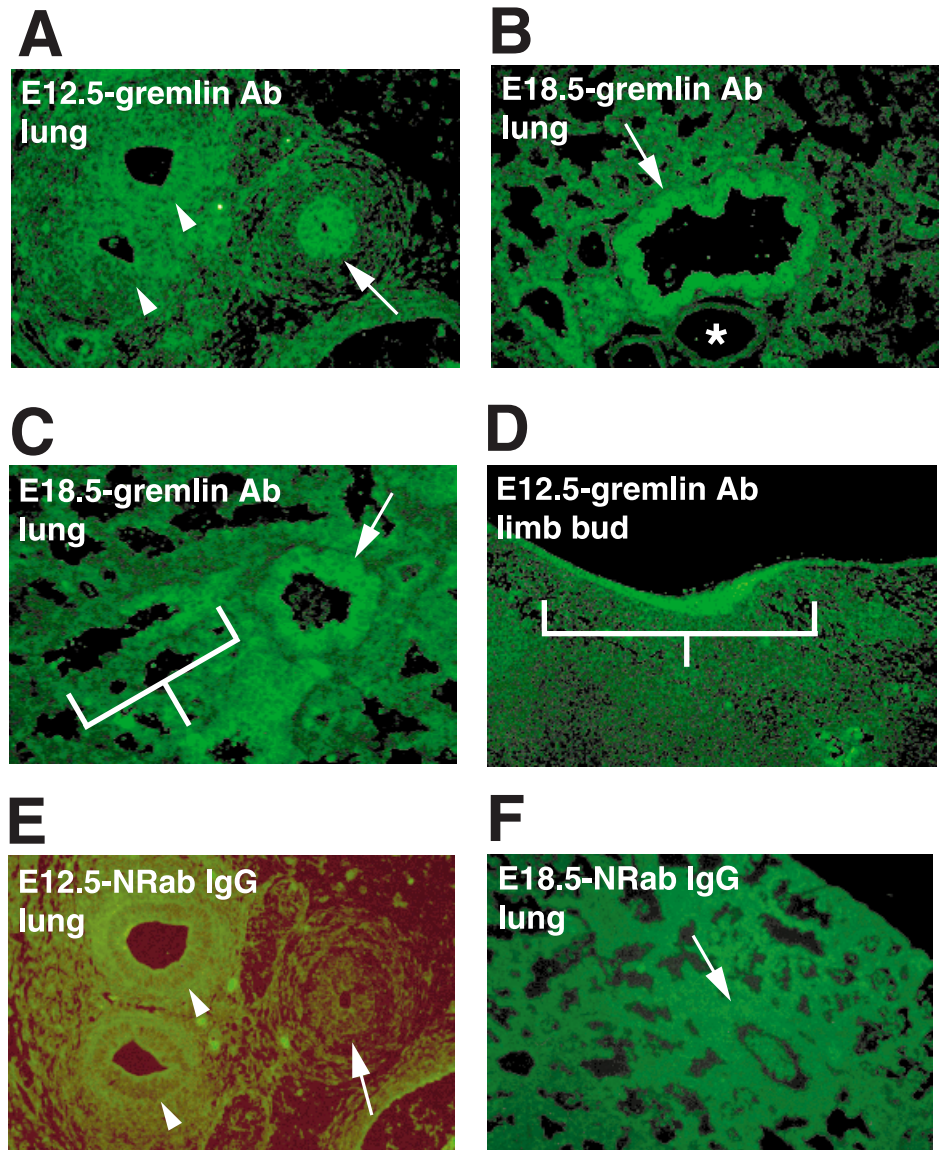 A
E12.5-gremlin Ab
lung
B
E18.5-gremlin Ab
lung
*
C
E18.5-gremlin Ab
lung
D
E12.5-gremlin Ab
limb bud
E
E12.5-NRab IgG
lung
F
E18.5-NRab IgG
lung